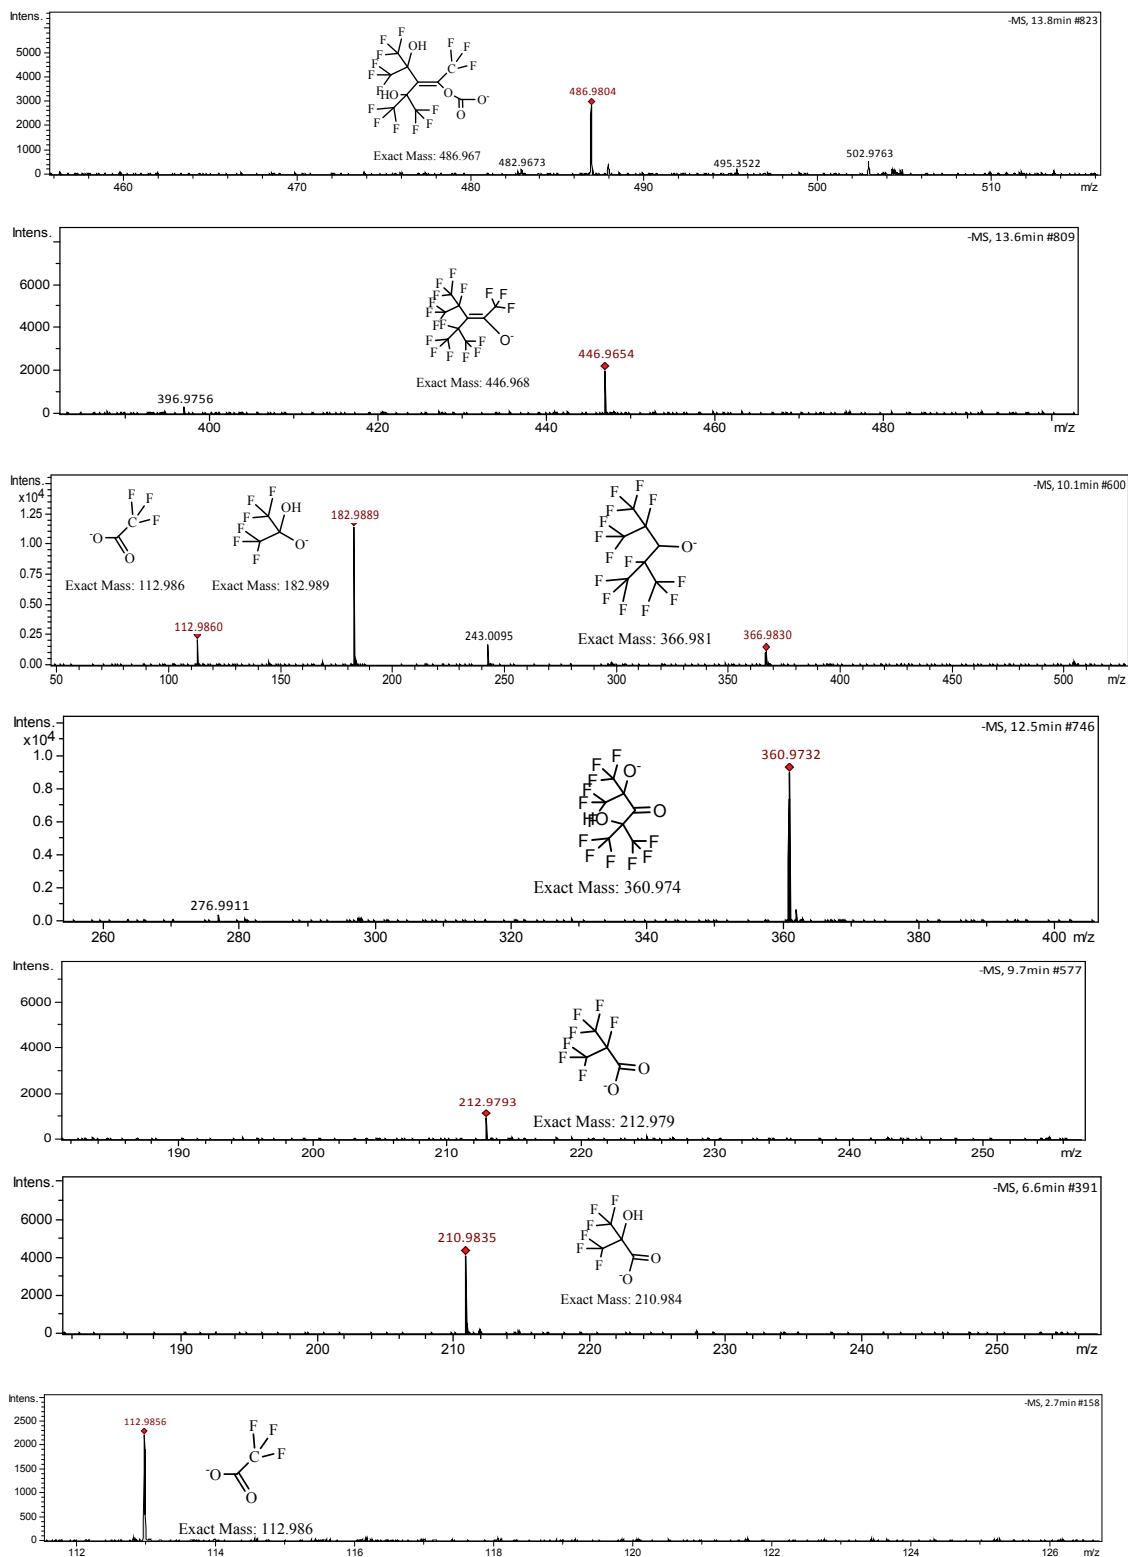 Intens.
-MS, 13.8min #823
5000
4000
3000
2000
1000
0
F F OH F F F F F F C F HO O O- O F F F F F F
Exact Mass: 486.967
482.9673
486.9804
495.3522
502.9763
460 470 480 490 500 510 m/z
Intens.
-MS, 13.6min #809
6000
4000
2000
0
F F F F F F F F F F F F F F F F O-
Exact Mass: 446.968
396.9756
446.9654
400 420 440 460 480 m/z
Intens.
x10^4
-MS, 10.1min #600
1.25
1.00
0.75
0.50
0.25
0.00
F F C F -O O
Exact Mass: 112.986
F F OH F F F F O-
Exact Mass: 182.989
F F F F F F F O- F F F F F F F
Exact Mass: 366.981
112.9860
182.9889
243.0095
366.9830
50 100 150 200 250 300 350 400 450 500 m/z
Intens.
x10^4
-MS, 12.5min #746
1.0
0.8
0.6
0.4
0.2
0.0
F F O- F F F F O HO F F F F F F
Exact Mass: 360.974
276.9911
360.9732
260 280 300 320 340 360 380 400 m/z
Intens.
-MS, 9.7min #577
6000
4000
2000
0
F F F F F F F O -O
Exact Mass: 212.979
212.9793
190 200 210 220 230 240 250 m/z
Intens.
-MS, 6.6min #391
6000
4000
2000
0
F F OH F F F F O -O
Exact Mass: 210.984
210.9835
190 200 210 220 230 240 250 m/z
Intens.
-MS, 2.7min #158
2500
2000
1500
1000
500
0
112.9856
F F C F -O O
Exact Mass: 112.986
112 114 116 118 120 122 124 126 m/z